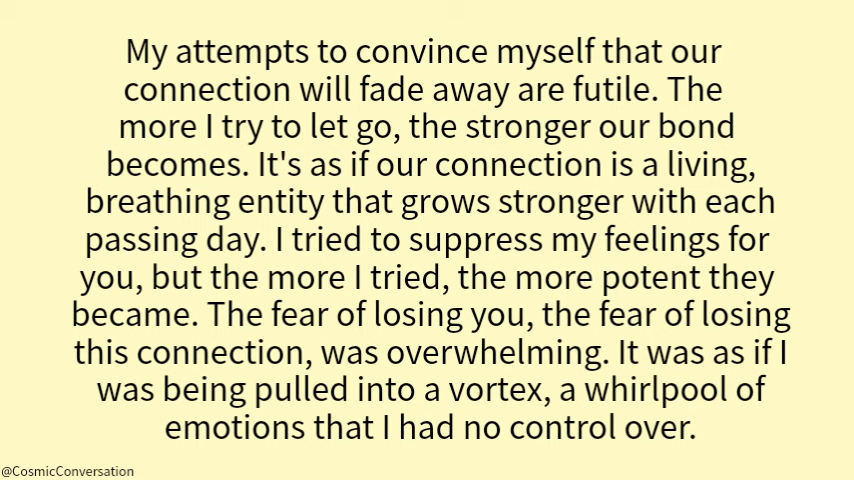 My attempts to convince myself that our
connection will fade away are futile. The
more I try to let go, the stronger our bond
becomes. It's as if our connection is a living,
breathing entity that grows stronger with each
passing day. I tried to suppress my feelings for
you, but the more I tried, the more potent they
became. The fear of losing you, the fear of losing
this connection, was overwhelming. It was as if I
was being pulled into a vortex, a whirlpool of
emotions that I had no control over.
@CosmicConversation